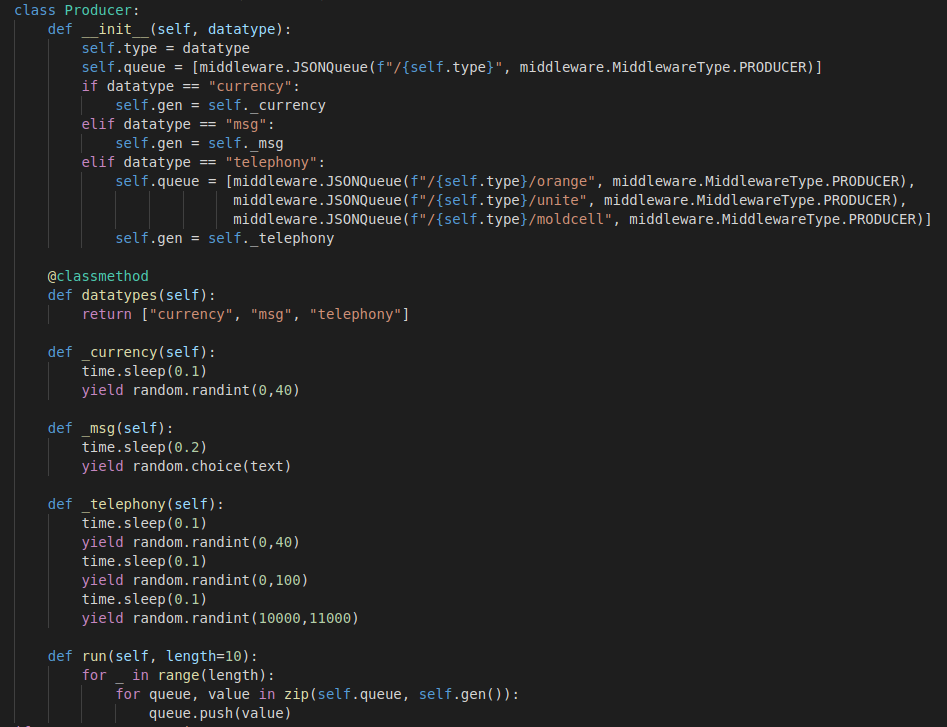 class Producer:
    def __init__(self, datatype):
        self.type = datatype
        self.queue = [middleware.JSONQueue(f"/{self.type}", middleware.MiddlewareType.PRODUCER)]
        if datatype == "currency":
            self.gen = self._currency
        elif datatype == "msg":
            self.gen = self._msg
        elif datatype == "telephony":
            self.queue = [middleware.JSONQueue(f"/{self.type}/orange", middleware.MiddlewareType.PRODUCER),
                          middleware.JSONQueue(f"/{self.type}/unite", middleware.MiddlewareType.PRODUCER),
                          middleware.JSONQueue(f"/{self.type}/moldcell", middleware.MiddlewareType.PRODUCER)]
            self.gen = self._telephony

    @classmethod
    def datatypes(self):
        return ["currency", "msg", "telephony"]

    def _currency(self):
        time.sleep(0.1)
        yield random.randint(0,40)

    def _msg(self):
        time.sleep(0.2)
        yield random.choice(text)

    def _telephony(self):
        time.sleep(0.1)
        yield random.randint(0,40)
        time.sleep(0.1)
        yield random.randint(0,100)
        time.sleep(0.1)
        yield random.randint(10000,11000)

    def run(self, length=10):
        for _ in range(length):
            for queue, value in zip(self.queue, self.gen()):
                queue.push(value)